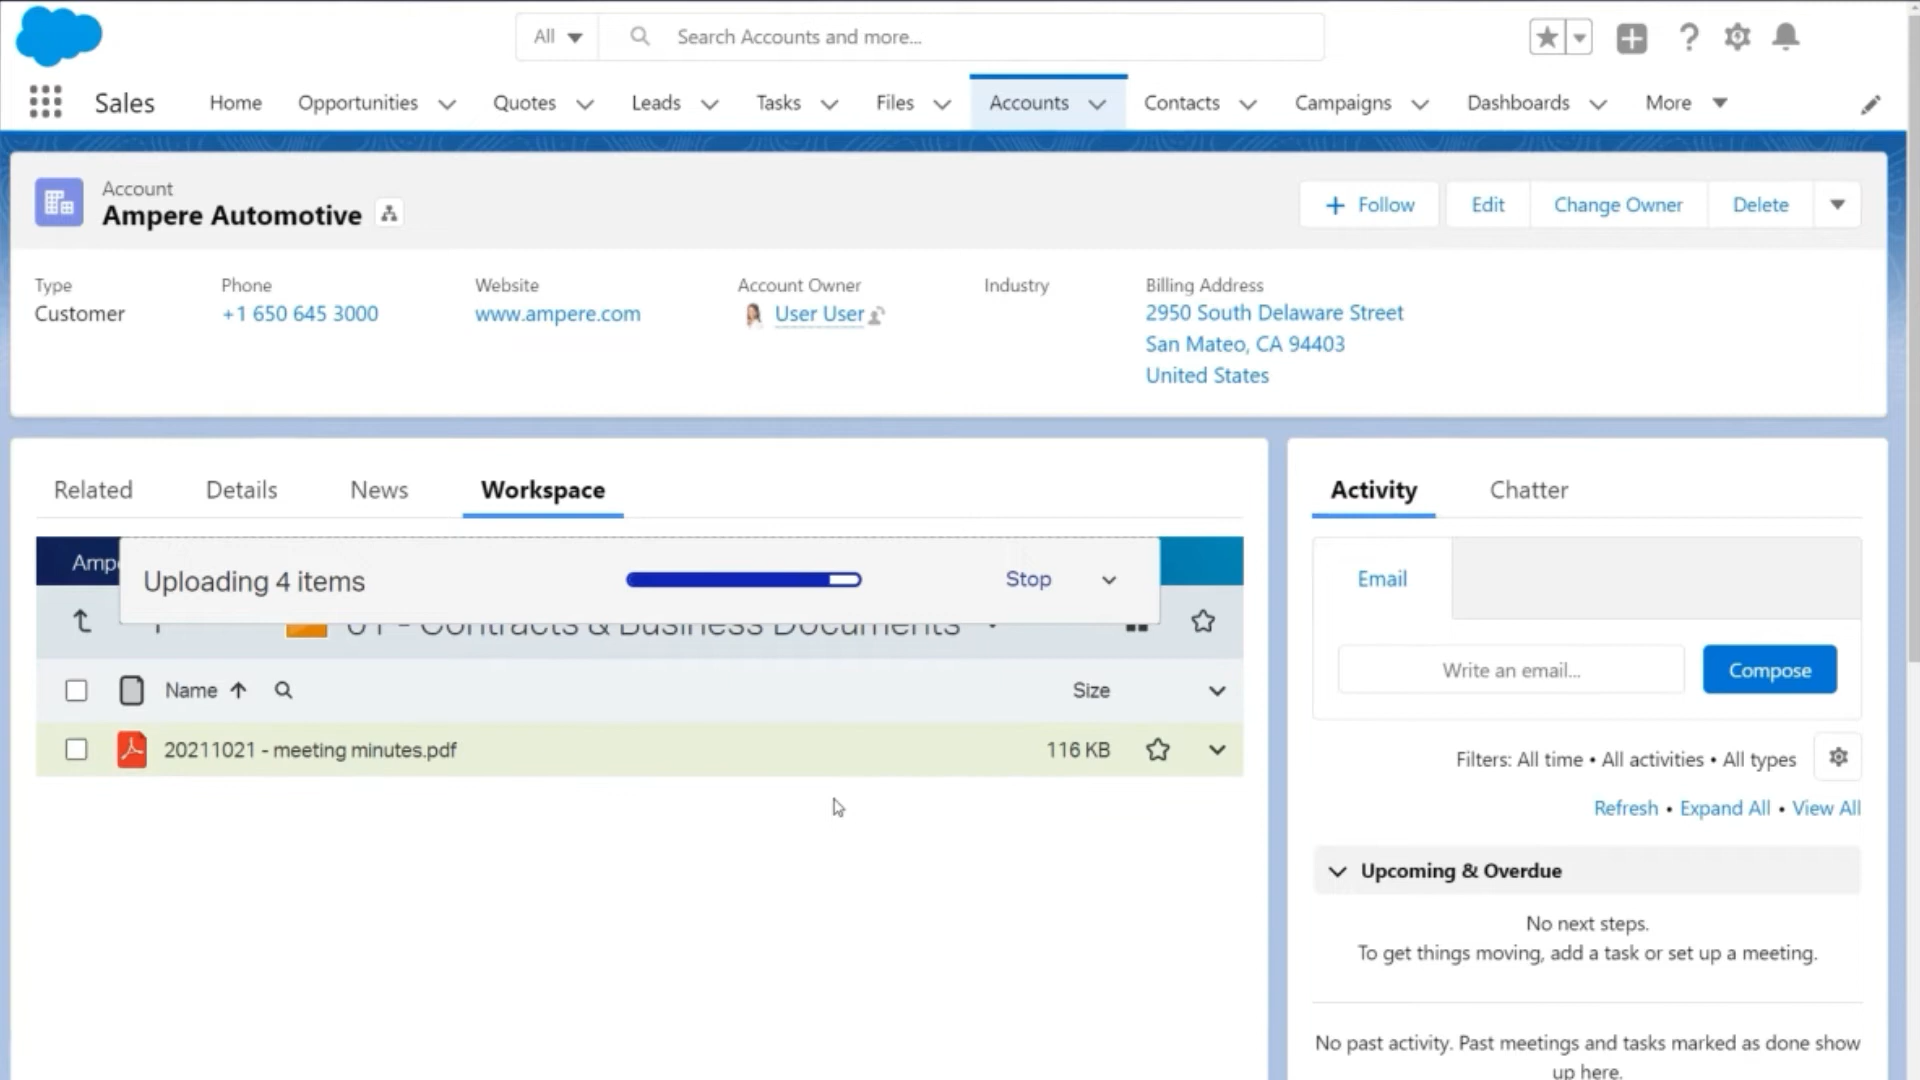 All
Search Accounts and more...
Sales
Home
Opportunities
Quotes
Leads
Tasks
Files
Accounts
Contacts
Campaigns
Dashboards
More
Account
Ampere Automotive
Follow
Edit
Change Owner
Delete
Type
Customer
Phone
+1 650 645 3000
Website
www.ampere.com
Account Owner
User User
Industry
Billing Address
2950 South Delaware Street
San Mateo, CA 94403
United States
Related
Details
News
Workspace
Amp
Uploading 4 items
Stop
01 - Contracts & Business Documents
Name
Size
20211021 - meeting minutes.pdf
116 KB
Activity
Chatter
Email
Write an email...
Compose
Filters: All time • All activities • All types
Refresh • Expand All • View All
Upcoming & Overdue
No next steps.
To get things moving, add a task or set up a meeting.
No past activity. Past meetings and tasks marked as done show
up here.